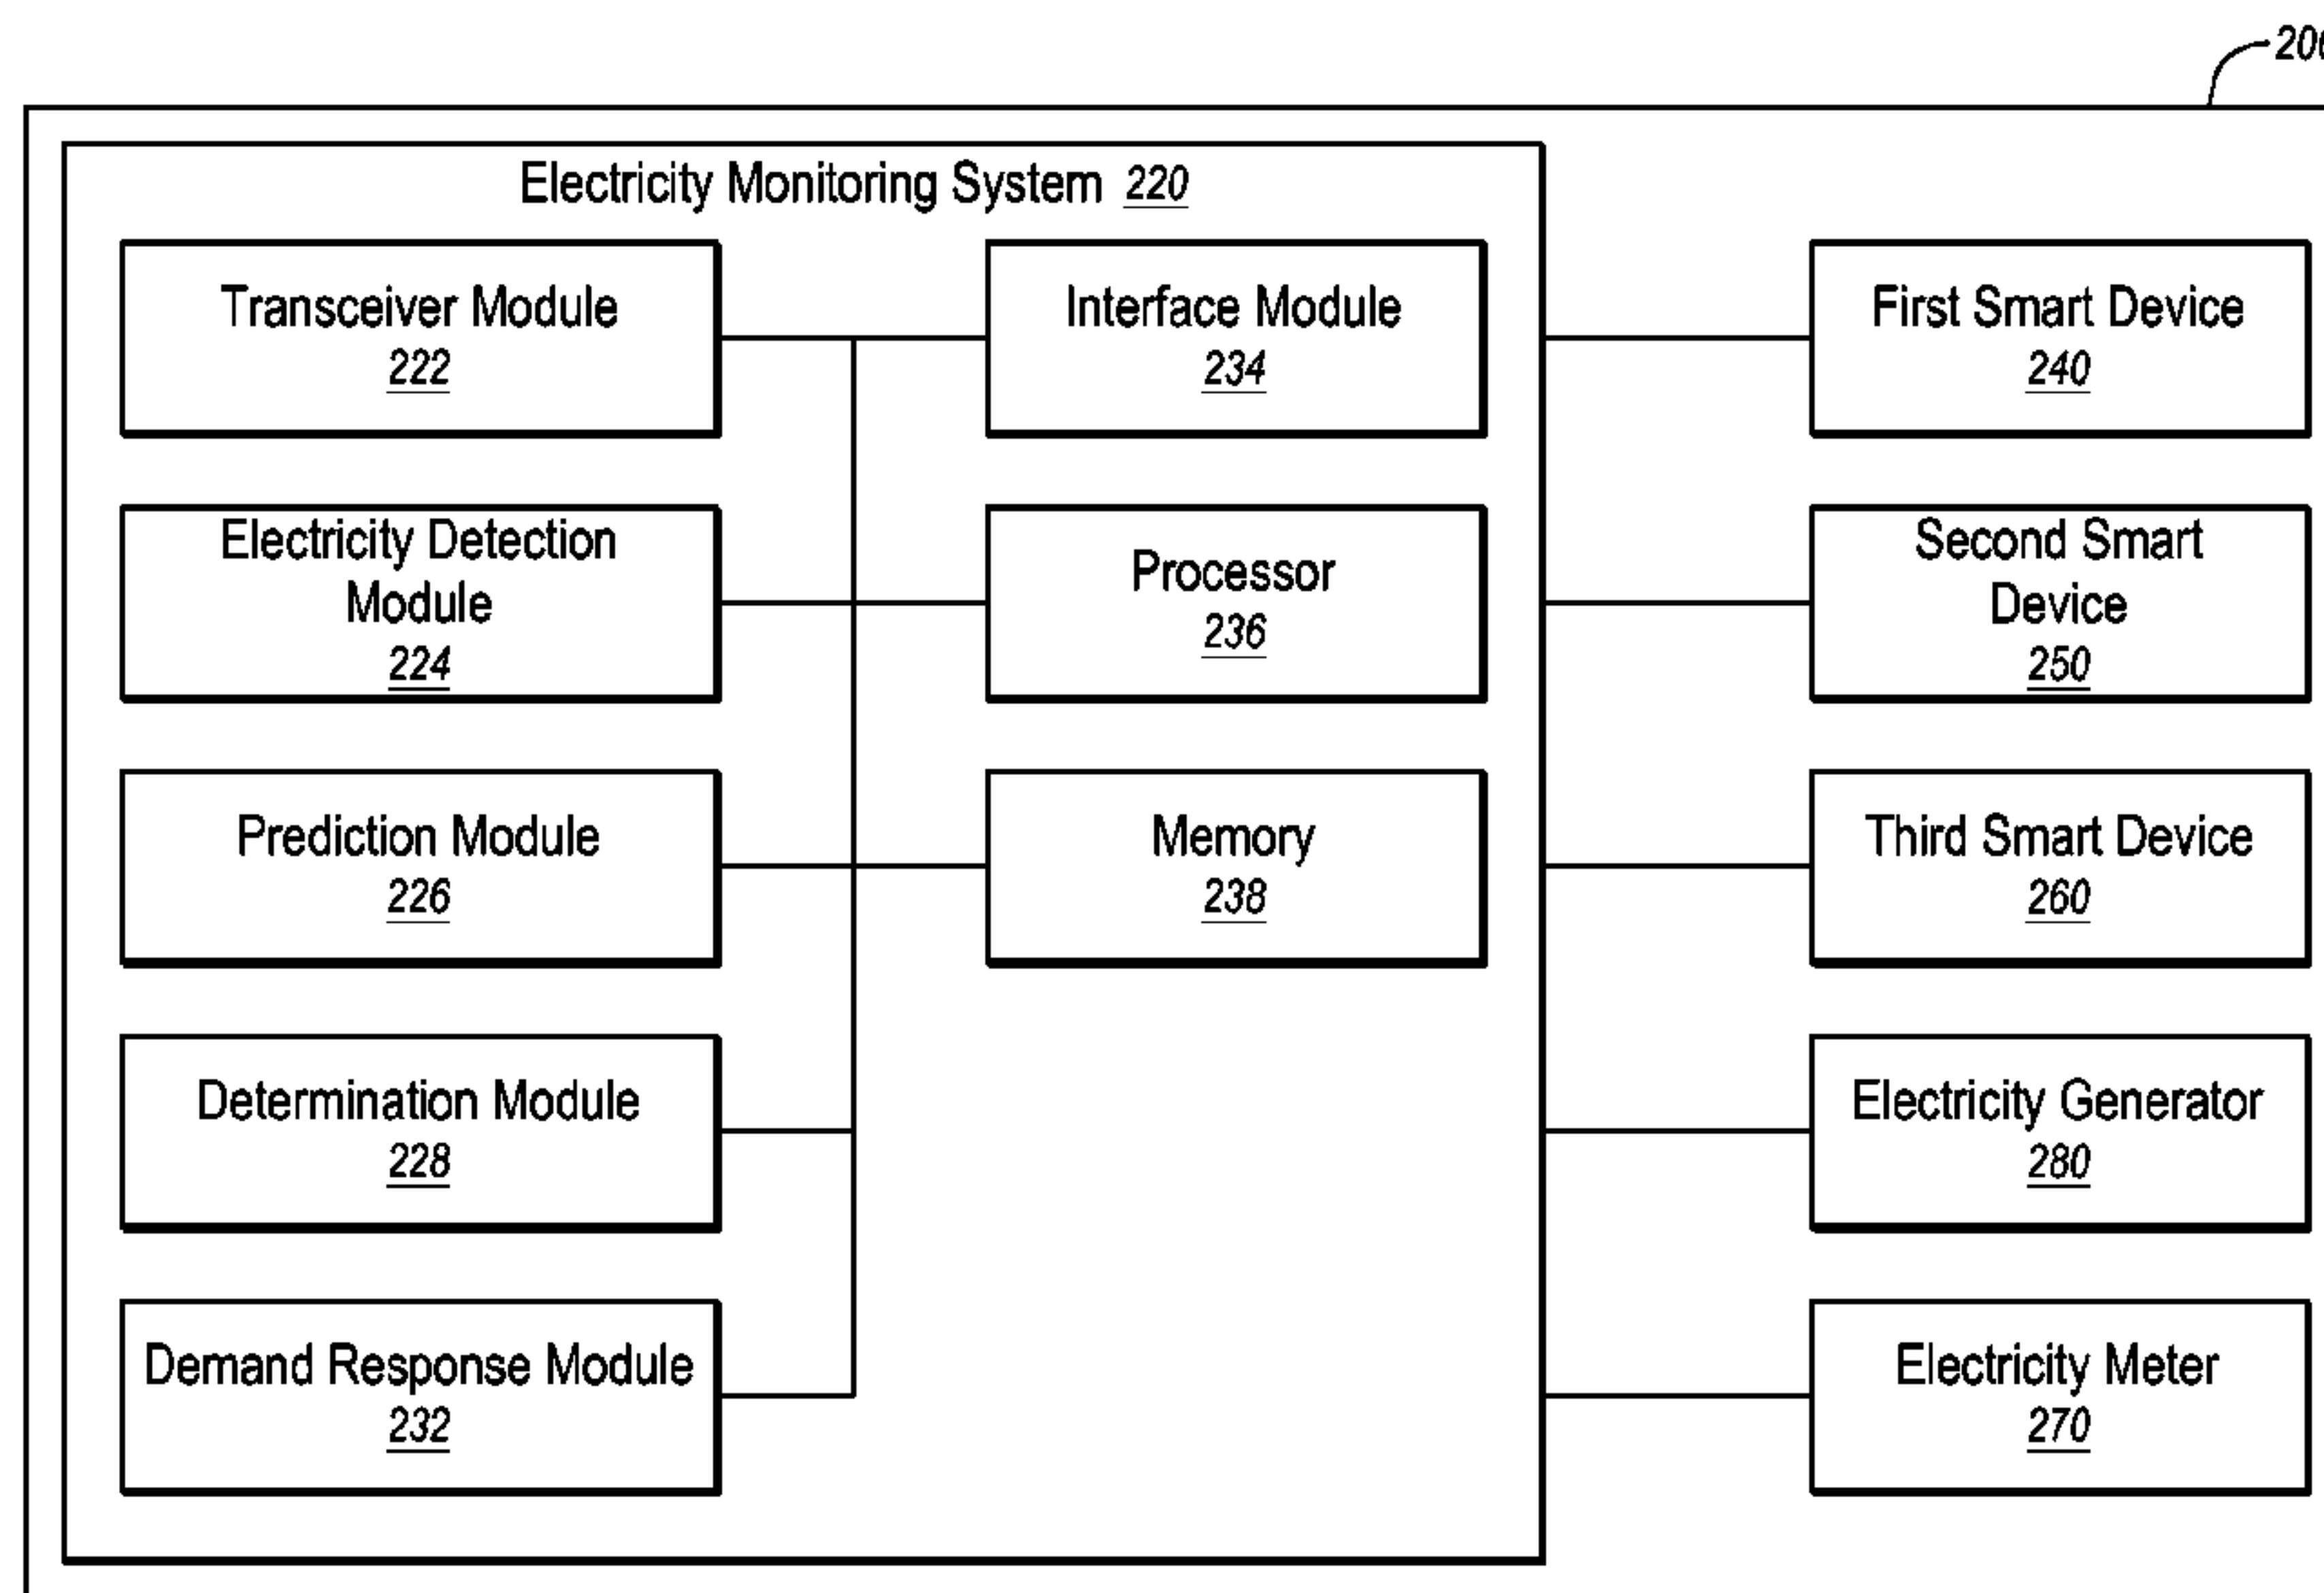 Electricity Monitoring System 220
Transceiver Module
222
Electricity Detection
Module
224
Prediction Module
226
Determination Module
228
Demand Response Module
232
Interface Module
234
Processor
236
Memory
238
First Smart Device
240
Second Smart
Device
250
Third Smart Device
260
Electricity Generator
280
Electricity Meter
270